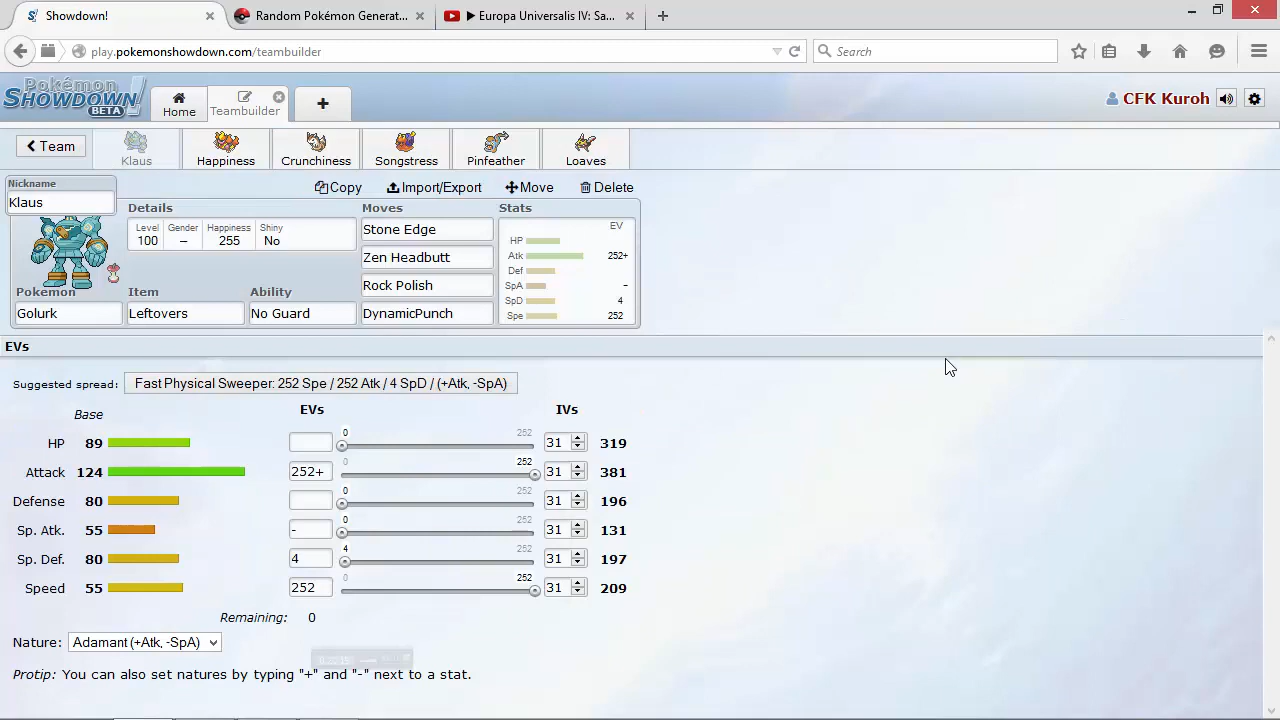 Showdown!
Random Pokémon Generat...
▶ Europa Universalis IV: Sa...
play.pokemonshowdown.com/teambuilder
Search
Pokémon
SHOWDOWN!
BETA
Home
Teambuilder
CFK Kuroh
Team
Klaus
Happiness
Crunchiness
Songstress
Pinfeather
Loaves
Nickname
Klaus
Copy
Import/Export
Move
Delete
Details
Moves
Stats
Level
Gender
Happiness
Shiny
100
–
255
No
Stone Edge
Zen Headbutt
Rock Polish
DynamicPunch
EV
HP
Atk 252+
Def
SpA -
SpD 4
Spe 252
Pokemon
Item
Ability
Golurk
Leftovers
No Guard
EVs
Suggested spread: Fast Physical Sweeper: 252 Spe / 252 Atk / 4 SpD / (+Atk, -SpA)
Base
EVs
IVs
HP 89 0 252 31 319
Attack 124 252+ 0 252 31 381
Defense 80 0 252 31 196
Sp. Atk. 55 - 0 252 31 131
Sp. Def. 80 4 4 252 31 197
Speed 55 252 0 252 31 209
Remaining: 0
Nature: Adamant (+Atk, -SpA)
Protip: You can also set natures by typing "+" and "-" next to a stat.